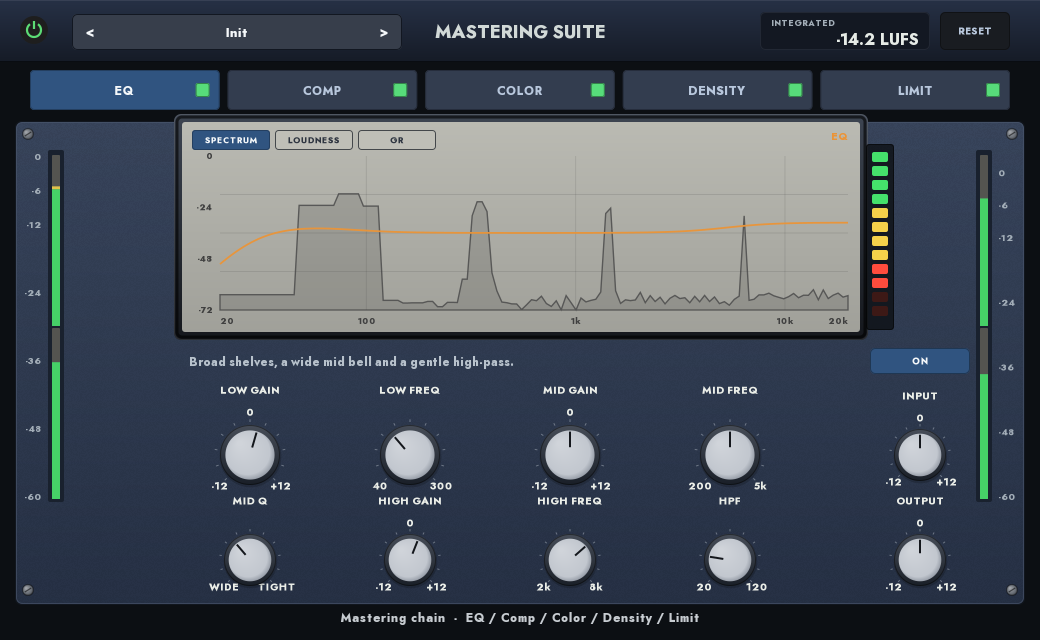 < Init >
MASTERING SUITE
INTEGRATED
-14.2 LUFS
RESET
EQ
COMP
COLOR
DENSITY
LIMIT
SPECTRUM
LOUDNESS
GR
EQ
0
-24
-48
-72
20
100
1k
10k
20k
0
-6
-12
-24
-36
-48
-60
0
-6
-12
-24
-36
-48
-60
Broad shelves, a wide mid bell and a gentle high-pass.
ON
LOW GAIN
0
-12 +12
LOW FREQ
40 300
MID GAIN
0
-12 +12
MID FREQ
200 5k
INPUT
0
-12 +12
MID Q
WIDE TIGHT
HIGH GAIN
0
-12 +12
HIGH FREQ
2k 8k
HPF
20 120
OUTPUT
0
-12 +12
Mastering chain - EQ / Comp / Color / Density / Limit